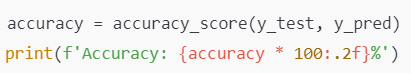 accuracy = accuracy_score(y_test, y_pred)
print(f'Accuracy: {accuracy * 100:.2f}%')